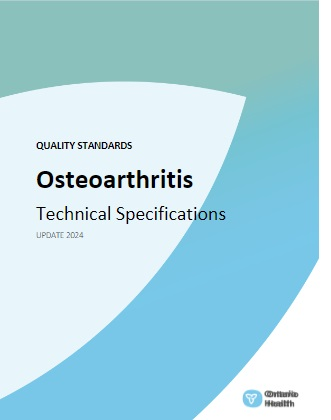 QUALITY STANDARDS
Osteoarthritis
Technical Specifications
UPDATE 2024
Ontario
Health